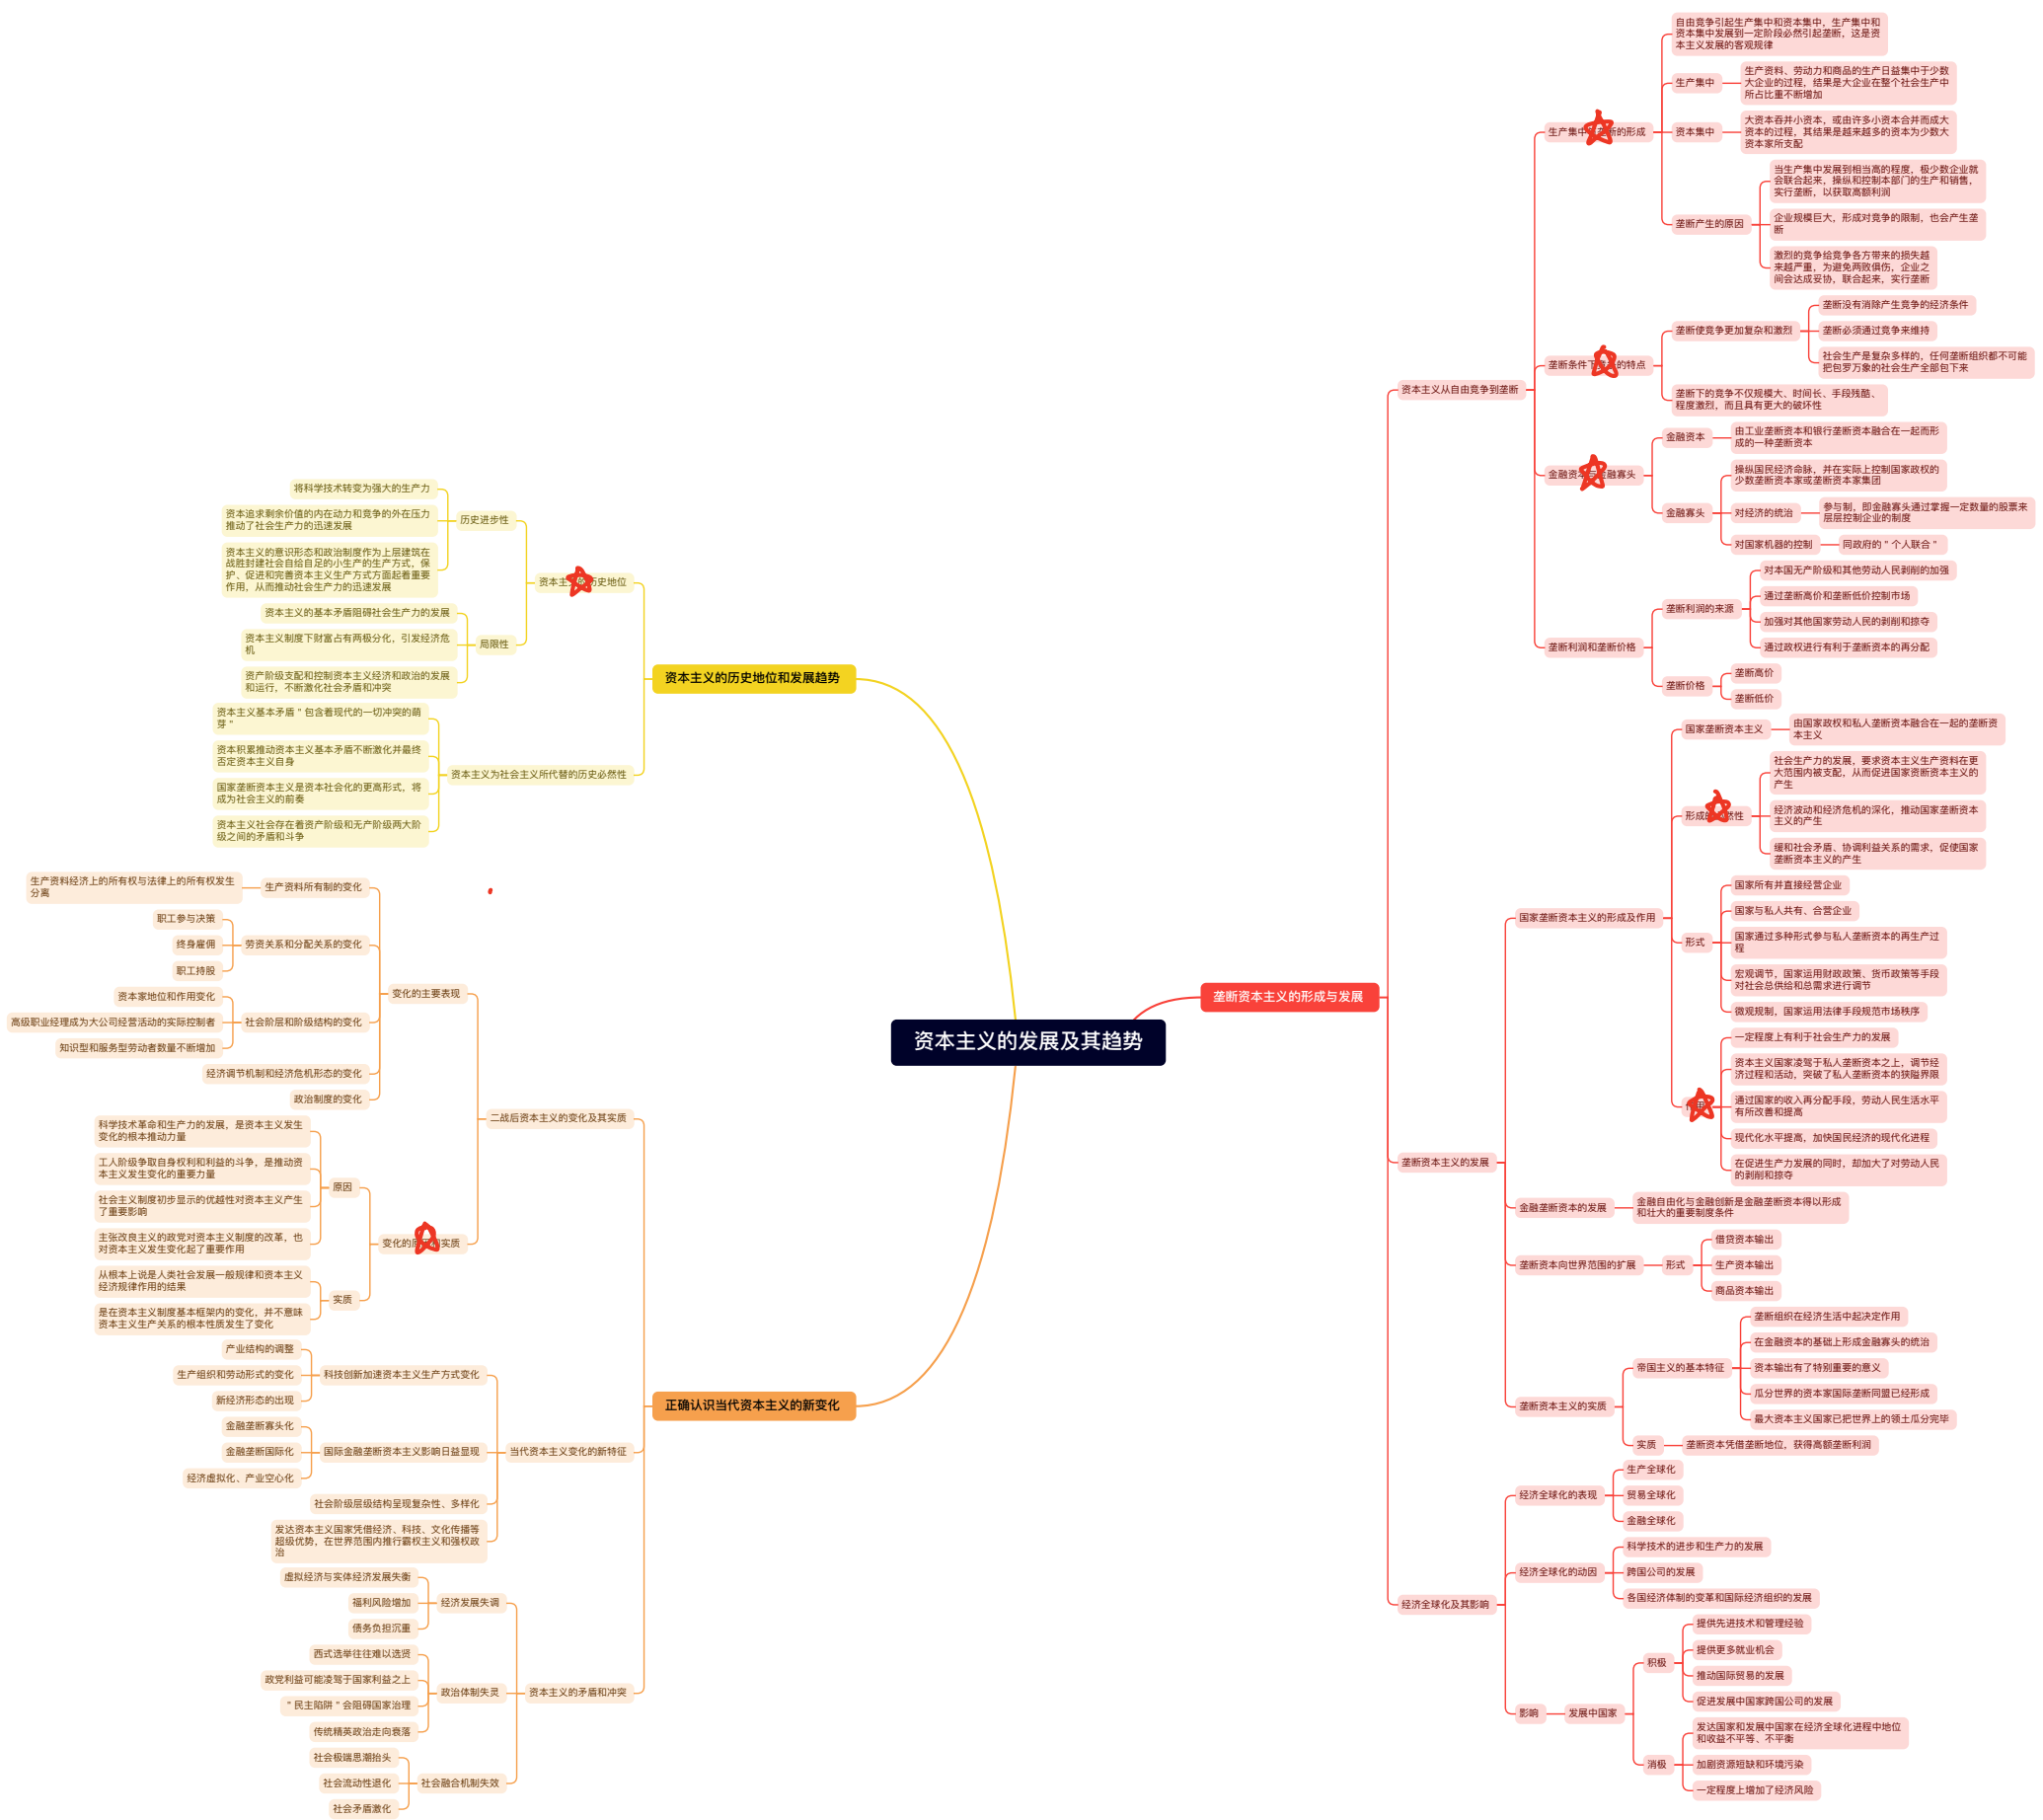 资本主义的发展及其趋势
垄断资本主义的形成与发展
资本主义从自由竞争到垄断
生产集中 断的形成
自由竞争引起生产集中和资本集中，生产集中和
资本集中发展到一定阶段必然引起垄断，这是资
本主义发展的客观规律
生产集中
生产资料、劳动力和商品的生产日益集中于少数
大企业的过程，结果是大企业在整个社会生产中
所占比重不断增加
资本集中
大资本吞并小资本，或由许多小资本合并而成大
资本的过程，其结果是越来越多的资本为少数大
资本家所支配
垄断产生的原因
当生产集中发展到相当高的程度，极少数企业就
会联合起来，操纵和控制本部门的生产和销售，
实行垄断，以获取高额利润
企业规模巨大，形成对竞争的限制，也会产生垄
断
激烈的竞争给竞争各方带来的损失越
来越严重，为避免两败俱伤，企业之
间会达成妥协，联合起来，实行垄断
垄断条件下 的特点
垄断使竞争更加复杂和激烈
垄断没有消除产生竞争的经济条件
垄断必须通过竞争来维持
社会生产是复杂多样的，任何垄断组织都不可能
把包罗万象的社会生产全部包下来
垄断下的竞争不仅规模大、时间长、手段残酷、
程度激烈，而且具有更大的破坏性
金融资本 金融寡头
金融资本
由工业垄断资本和银行垄断资本融合在一起而形
成的一种垄断资本
金融寡头
操纵国民经济命脉，并在实际上控制国家政权的
少数垄断资本家或垄断资本家集团
对经济的统治
参与制，即金融寡头通过掌握一定数量的股票来
层层控制企业的制度
对国家机器的控制
同政府的＂个人联合＂
垄断利润和垄断价格
垄断利润的来源
对本国无产阶级和其他劳动人民剥削的加强
通过垄断高价和垄断低价控制市场
加强对其他国家劳动人民的剥削和掠夺
通过政权进行有利于垄断资本的再分配
垄断价格
垄断高价
垄断低价
垄断资本主义的发展
国家垄断资本主义的形成及作用
国家垄断资本主义
由国家政权和私人垄断资本融合在一起的垄断资
本主义
形成的 然性
社会生产力的发展，要求资本主义生产资料在更
大范围内被支配，从而促进国家资断资本主义的
产生
经济波动和经济危机的深化，推动国家垄断资本
主义的产生
缓和社会矛盾、协调利益关系的需求，促使国家
垄断资本主义的产生
形式
国家所有并直接经营企业
国家与私人共有、合营企业
国家通过多种形式参与私人垄断资本的再生产过
程
宏观调节，国家运用财政政策、货币政策等手段
对社会总供给和总需求进行调节
微观规制，国家运用法律手段规范市场秩序
一定程度上有利于社会生产力的发展
资本主义国家凌驾于私人垄断资本之上，调节经
济过程和活动，突破了私人垄断资本的狭隘界限
通过国家的收入再分配手段，劳动人民生活水平
有所改善和提高
现代化水平提高，加快国民经济的现代化进程
在促进生产力发展的同时，却加大了对劳动人民
的剥削和掠夺
金融垄断资本的发展
金融自由化与金融创新是金融垄断资本得以形成
和壮大的重要制度条件
垄断资本向世界范围的扩展
形式
借贷资本输出
生产资本输出
商品资本输出
垄断资本主义的实质
帝国主义的基本特征
垄断组织在经济生活中起决定作用
在金融资本的基础上形成金融寡头的统治
资本输出有了特别重要的意义
瓜分世界的资本家国际垄断同盟已经形成
最大资本主义国家已把世界上的领土瓜分完毕
实质
垄断资本凭借垄断地位，获得高额垄断利润
经济全球化及其影响
经济全球化的表现
生产全球化
贸易全球化
金融全球化
经济全球化的动因
科学技术的进步和生产力的发展
跨国公司的发展
各国经济体制的变革和国际经济组织的发展
影响
发展中国家
积极
提供先进技术和管理经验
提供更多就业机会
推动国际贸易的发展
促进发展中国家跨国公司的发展
消极
发达国家和发展中国家在经济全球化进程中地位
和收益不平等、不平衡
加剧资源短缺和环境污染
一定程度上增加了经济风险
资本主义的历史地位和发展趋势
资本主义 历史地位
历史进步性
将科学技术转变为强大的生产力
资本追求剩余价值的内在动力和竞争的外在压力
推动了社会生产力的迅速发展
资本主义的意识形态和政治制度作为上层建筑在
战胜封建社会自给自足的小生产的生产方式，保
护、促进和完善资本主义生产方式方面起着重要
作用，从而推动社会生产力的迅速发展
局限性
资本主义的基本矛盾阻碍社会生产力的发展
资本主义制度下财富占有两极分化，引发经济危
机
资产阶级支配和控制资本主义经济和政治的发展
和运行，不断激化社会矛盾和冲突
资本主义为社会主义所代替的历史必然性
资本主义基本矛盾＂包含着现代的一切冲突的萌
芽＂
资本积累推动资本主义基本矛盾不断激化并最终
否定资本主义自身
国家垄断资本主义是资本社会化的更高形式，将
成为社会主义的前奏
资本主义社会存在着资产阶级和无产阶级两大阶
级之间的矛盾和斗争
正确认识当代资本主义的新变化
二战后资本主义的变化及其实质
变化的主要表现
生产资料所有制的变化
生产资料经济上的所有权与法律上的所有权发生
分离
劳资关系和分配关系的变化
职工参与决策
终身雇佣
职工持股
社会阶层和阶级结构的变化
资本家地位和作用变化
高级职业经理成为大公司经营活动的实际控制者
知识型和服务型劳动者数量不断增加
经济调节机制和经济危机形态的变化
政治制度的变化
变化的 实质
原因
科学技术革命和生产力的发展，是资本主义发生
变化的根本推动力量
工人阶级争取自身权利和利益的斗争，是推动资
本主义发生变化的重要力量
社会主义制度初步显示的优越性对资本主义产生
了重要影响
主张改良主义的政党对资本主义制度的改革，也
对资本主义发生变化起了重要作用
实质
从根本上说是人类社会发展一般规律和资本主义
经济规律作用的结果
是在资本主义制度基本框架内的变化，并不意味
资本主义生产关系的根本性质发生了变化
当代资本主义变化的新特征
科技创新加速资本主义生产方式变化
产业结构的调整
生产组织和劳动形式的变化
新经济形态的出现
国际金融垄断资本主义影响日益显现
金融垄断寡头化
金融垄断国际化
经济虚拟化、产业空心化
社会阶级层级结构呈现复杂性、多样化
发达资本主义国家凭借经济、科技、文化传播等
超级优势，在世界范围内推行霸权主义和强权政
治
资本主义的矛盾和冲突
经济发展失调
虚拟经济与实体经济发展失衡
福利风险增加
债务负担沉重
政治体制失灵
西式选举往往难以选贤
政党利益可能凌驾于国家利益之上
＂民主陷阱＂会阻碍国家治理
传统精英政治走向衰落
社会融合机制失效
社会极端思潮抬头
社会流动性退化
社会矛盾激化